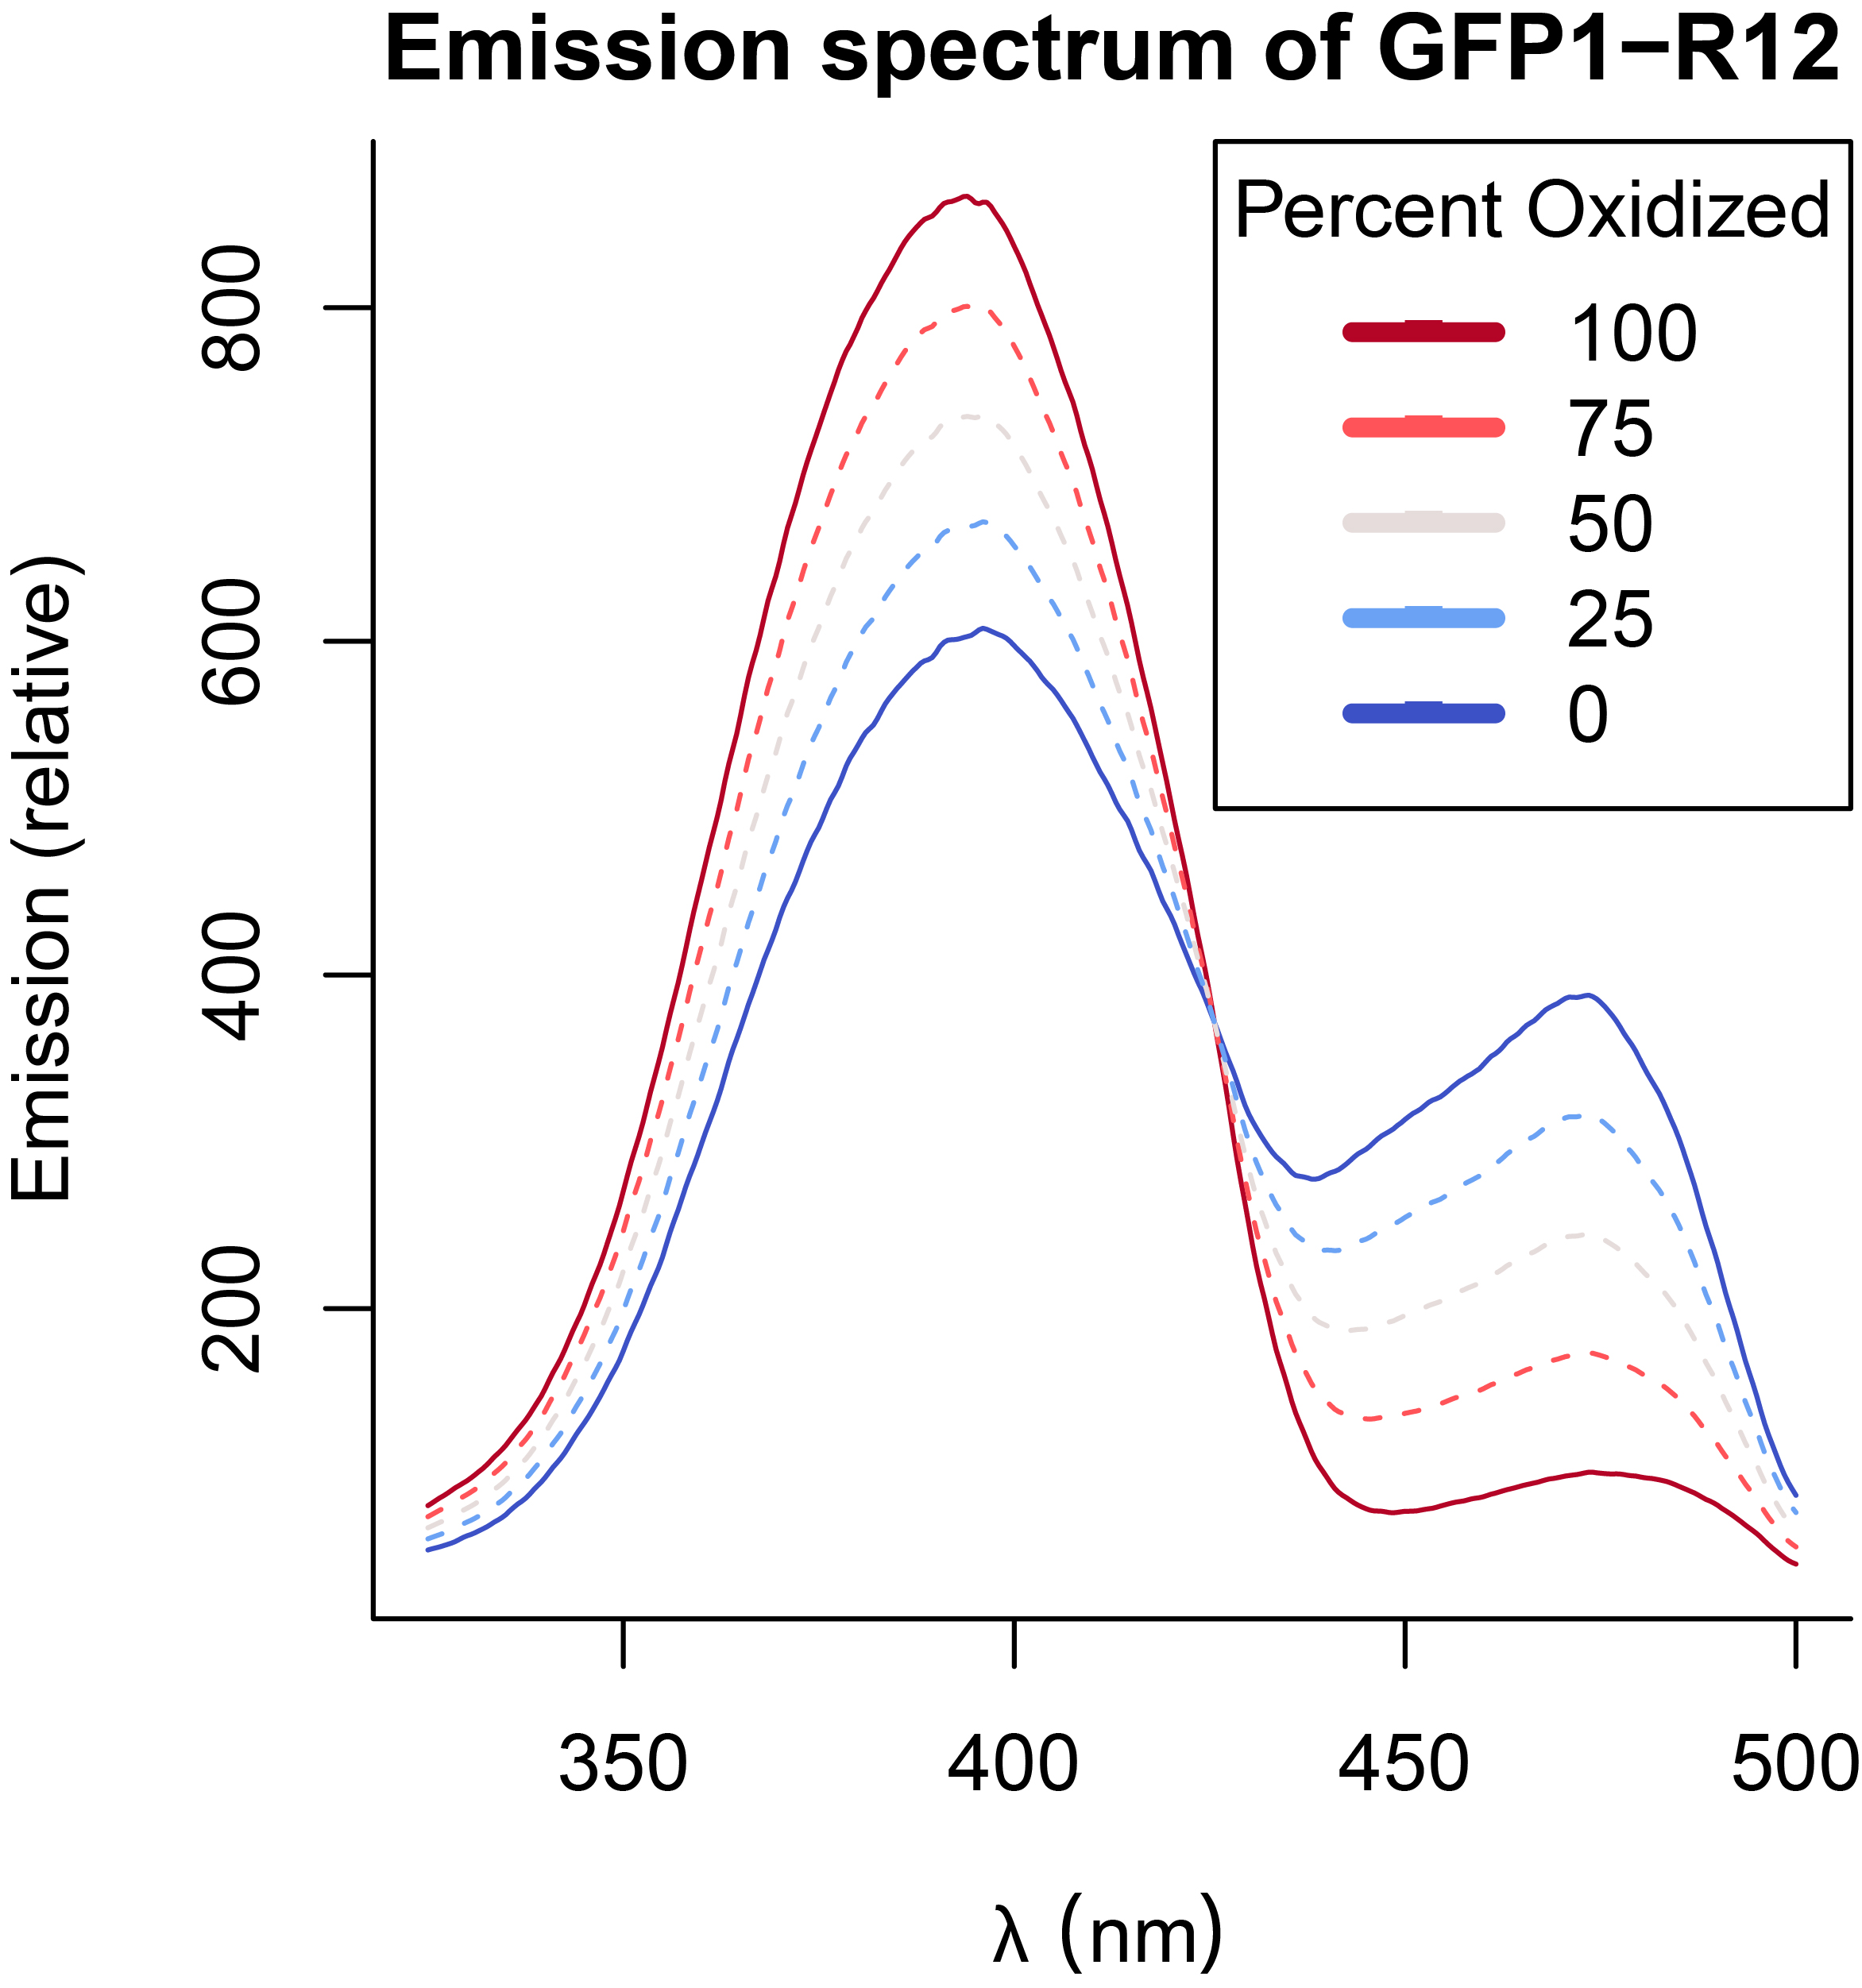 Emission spectrum of GFP1−R12
Percent Oxidized
100
75
50
25
0
Emission (relative)
800
600
400
200
350 400 450 500
λ (nm)